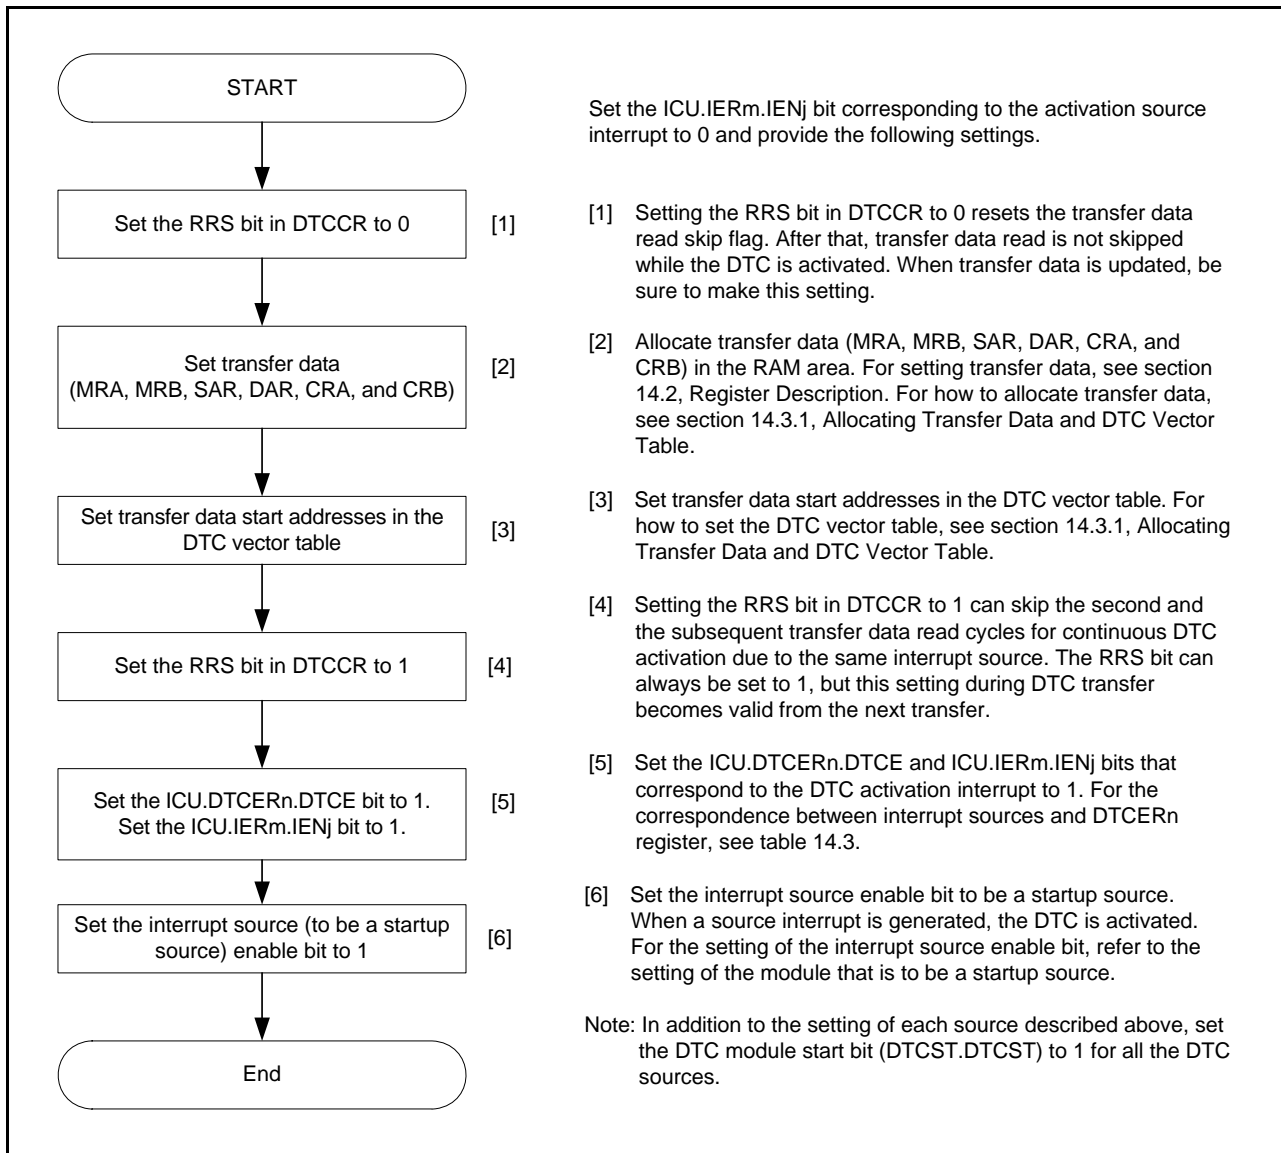 START
Set the ICU.IERm.IENj bit corresponding to the activation source
interrupt to 0 and provide the following settings.
Set the RRS bit in DTCCR to 0
[1]
[1] Setting the RRS bit in DTCCR to 0 resets the transfer data
read skip flag. After that, transfer data read is not skipped
while the DTC is activated. When transfer data is updated, be
sure to make this setting.
Set transfer data
(MRA, MRB, SAR, DAR, CRA, and CRB)
[2]
[2] Allocate transfer data (MRA, MRB, SAR, DAR, CRA, and
CRB) in the RAM area. For setting transfer data, see section
14.2, Register Description. For how to allocate transfer data,
see section 14.3.1, Allocating Transfer Data and DTC Vector
Table.
Set transfer data start addresses in the
DTC vector table
[3]
[3] Set transfer data start addresses in the DTC vector table. For
how to set the DTC vector table, see section 14.3.1, Allocating
Transfer Data and DTC Vector Table.
Set the RRS bit in DTCCR to 1
[4]
[4] Setting the RRS bit in DTCCR to 1 can skip the second and
the subsequent transfer data read cycles for continuous DTC
activation due to the same interrupt source. The RRS bit can
always be set to 1, but this setting during DTC transfer
becomes valid from the next transfer.
Set the ICU.DTCERn.DTCE bit to 1.
Set the ICU.IERm.IENj bit to 1.
[5]
[5] Set the ICU.DTCERn.DTCE and ICU.IERm.IENj bits that
correspond to the DTC activation interrupt to 1. For the
correspondence between interrupt sources and DTCERn
register, see table 14.3.
Set the interrupt source (to be a startup
source) enable bit to 1
[6]
[6] Set the interrupt source enable bit to be a startup source.
When a source interrupt is generated, the DTC is activated.
For the setting of the interrupt source enable bit, refer to the
setting of the module that is to be a startup source.
End
Note: In addition to the setting of each source described above, set
the DTC module start bit (DTCST.DTCST) to 1 for all the DTC
sources.